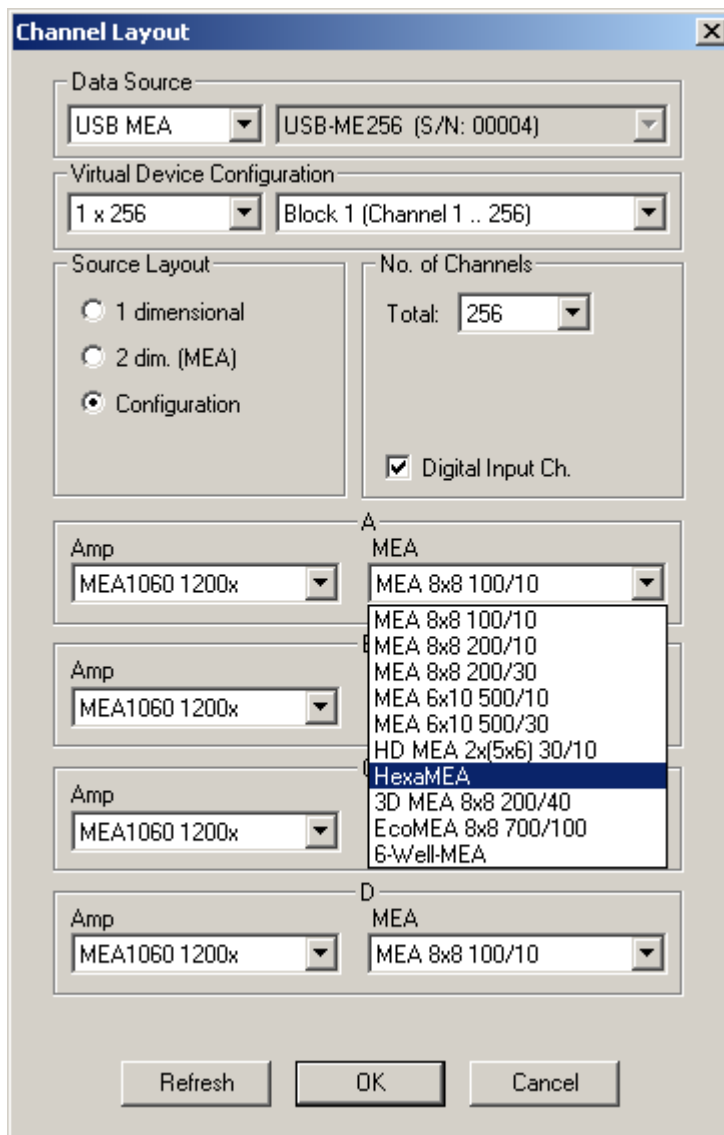 Channel Layout
Data Source
USB MEA
USB-ME256 (S/N: 00004)
Virtual Device Configuration
1 x 256
Block 1 (Channel 1 .. 256)
Source Layout
1 dimensional
2 dim. (MEA)
Configuration
No. of Channels
Total: 256
Digital Input Ch.
A
Amp
MEA
MEA1060 1200x
MEA 8x8 100/10
MEA 8x8 100/10
MEA 8x8 200/10
MEA 8x8 200/30
MEA 6x10 500/10
MEA 6x10 500/30
HD MEA 2x(5x6) 30/10
HexaMEA
3D MEA 8x8 200/40
EcoMEA 8x8 700/100
6-Well-MEA
Amp
MEA1060 1200x
Amp
MEA1060 1200x
D
Amp
MEA
MEA1060 1200x
MEA 8x8 100/10
Refresh
OK
Cancel